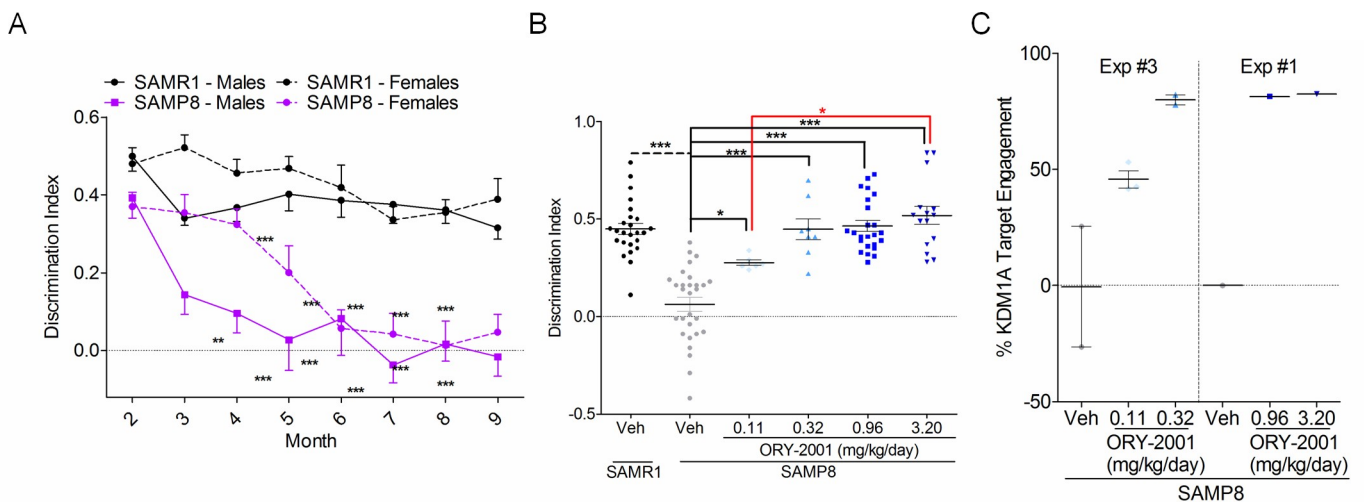 A
SAMR1 - Males
SAMR1 - Females
SAMP8 - Males
SAMP8 - Females
Discrimination Index
0.6
0.4
0.2
0.0
***
***
***
***
***
**
***
***
***
***
***
2 3 4 5 6 7 8 9
Month
B
Discrimination Index
1.0
0.5
0.0
-0.5
*
***
***
***
***
*
Veh Veh 0.11 0.32 0.96 3.20
ORY-2001 (mg/kg/day)
SAMR1 SAMP8
C
% KDM1A Target Engagement
100
50
0
-50
Exp #3 Exp #1
Veh 0.11 0.32 Veh 0.96 3.20
ORY-2001 ORY-2001
(mg/kg/day) (mg/kg/day)
SAMP8